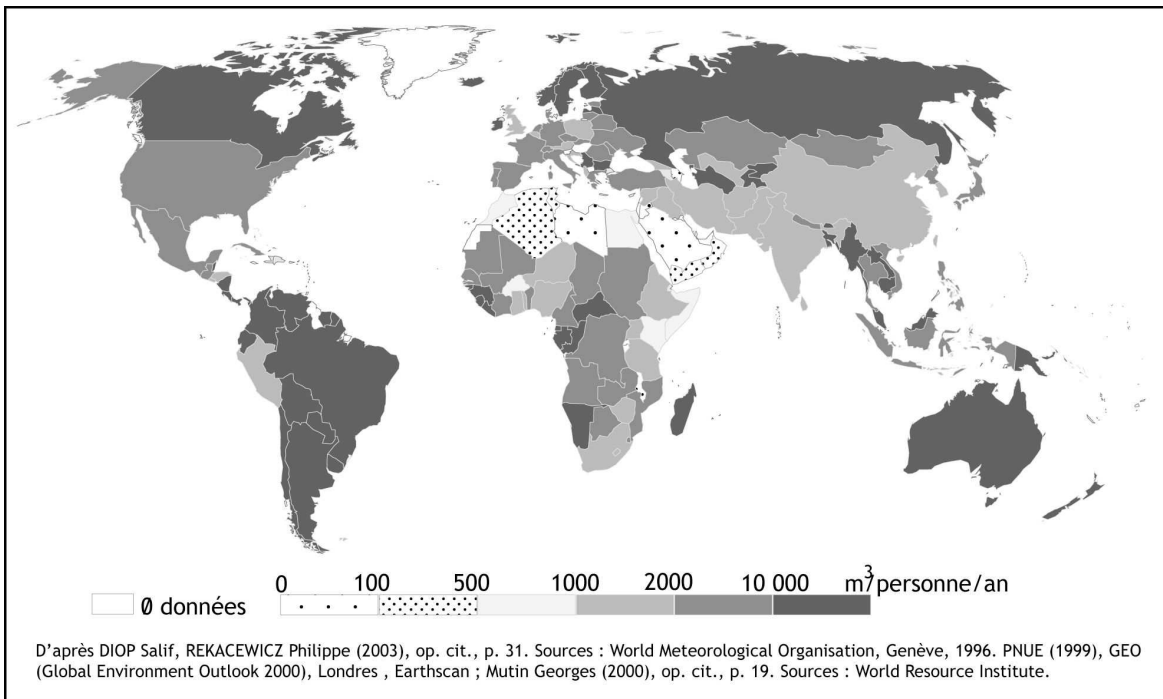 0 100 500 1000 2000 10 000 m³/personne/an
Ø données
D’après DIOP Salif, REKACEWICZ Philippe (2003), op. cit., p. 31. Sources : World Meteorological Organisation, Genève, 1996. PNUE (1999), GEO
(Global Environment Outlook 2000), Londres , Earthscan ; Mutin Georges (2000), op. cit., p. 19. Sources : World Resource Institute.